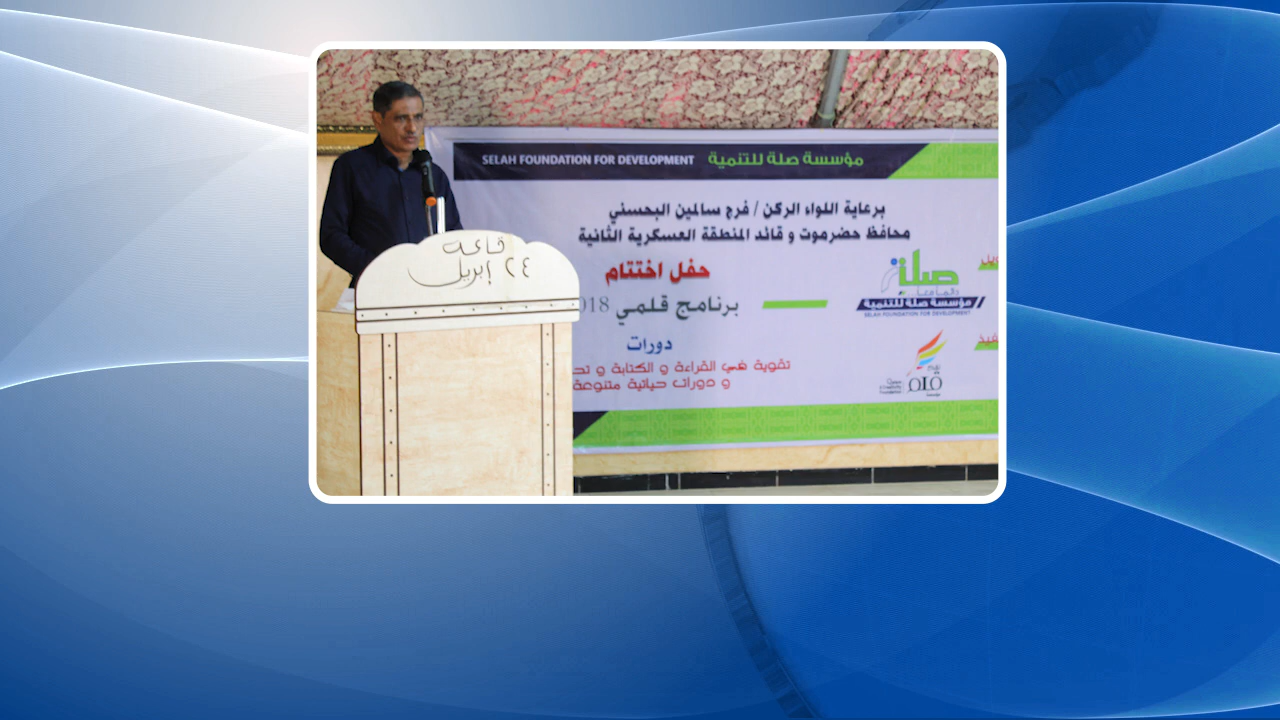 SELAH FOUNDATION FOR DEVELOPMENT مؤسسة صلة للتنمية
برعاية اللواء الركن / فرج سالمين البحسني
محافظ حضرموت و قائد المنطقة العسكرية الثانية
حفل اختتام
برنامج قلمي 018
دورات
تقوية في القراءة و الكتابة و
و دورات حياتية متنوعة
صلة
مؤسسة صلة للتنمية
SELAH FOUNDATION FOR DEVELOPMENT
قاعة
٢٤ إبريل